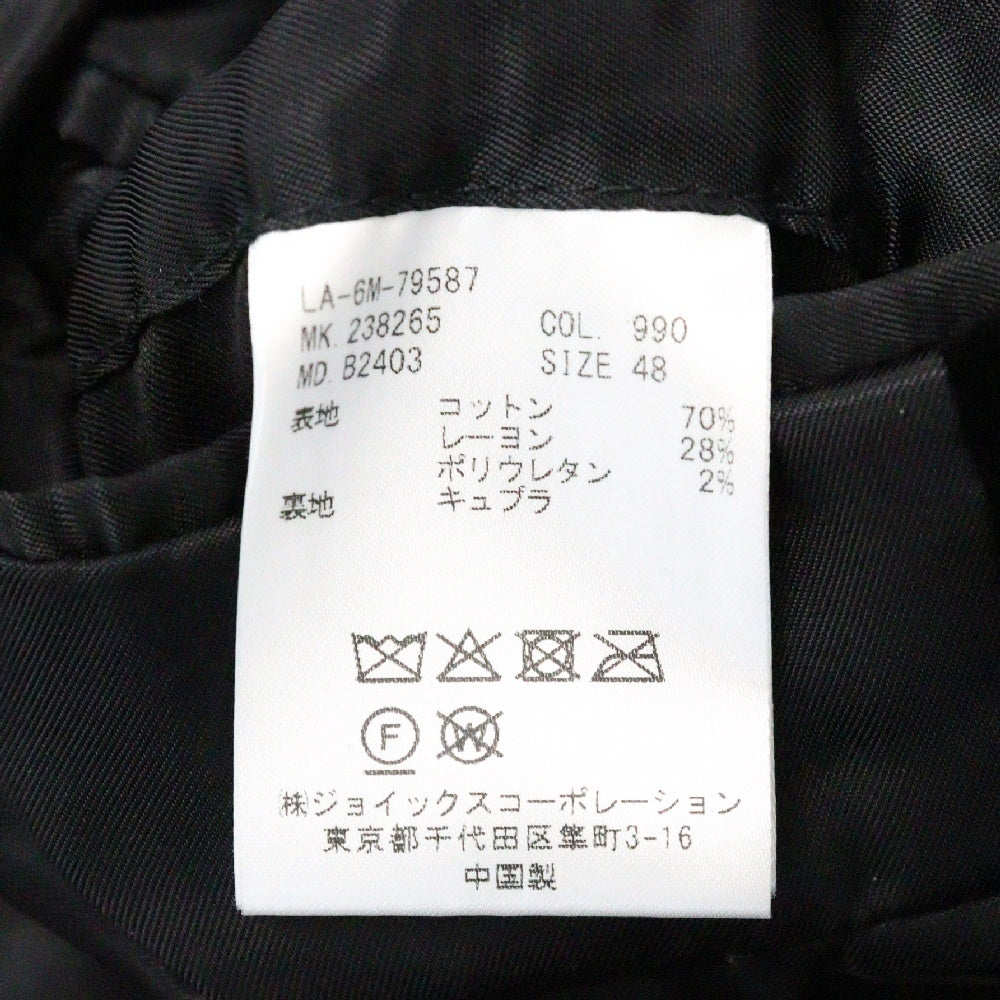 LA-6M-79587
MK. 238265 COL. 990
MD. B2403 SIZE 48
表地 コットン 70%
レーヨン 28%
ポリウレタン 2%
裏地 キュプラ
F W
㈱ジョイックスコーポレーション
東京都千代田区隼町3-16
中国製